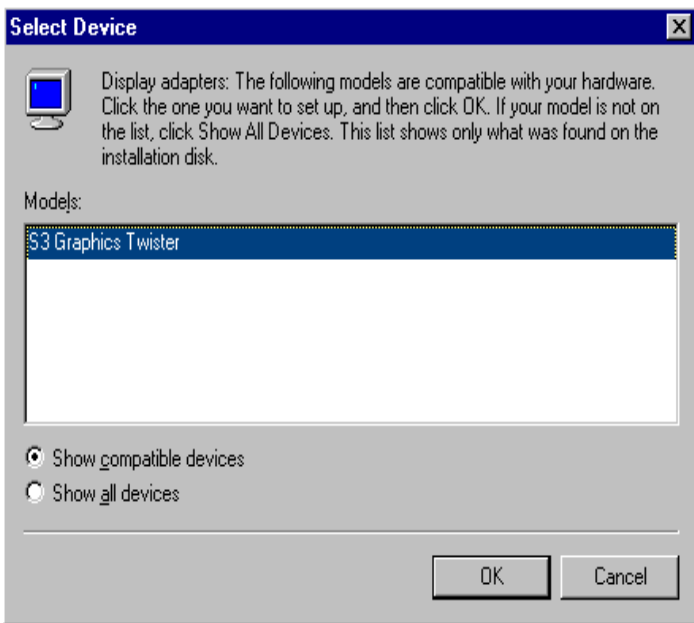 Select Device
Display adapters: The following models are compatible with your hardware.
Click the one you want to set up, and then click OK. If your model is not on
the list, click Show All Devices. This list shows only what was found on the
installation disk.
Models:
S3 Graphics Twister
Show compatible devices
Show all devices
OK
Cancel